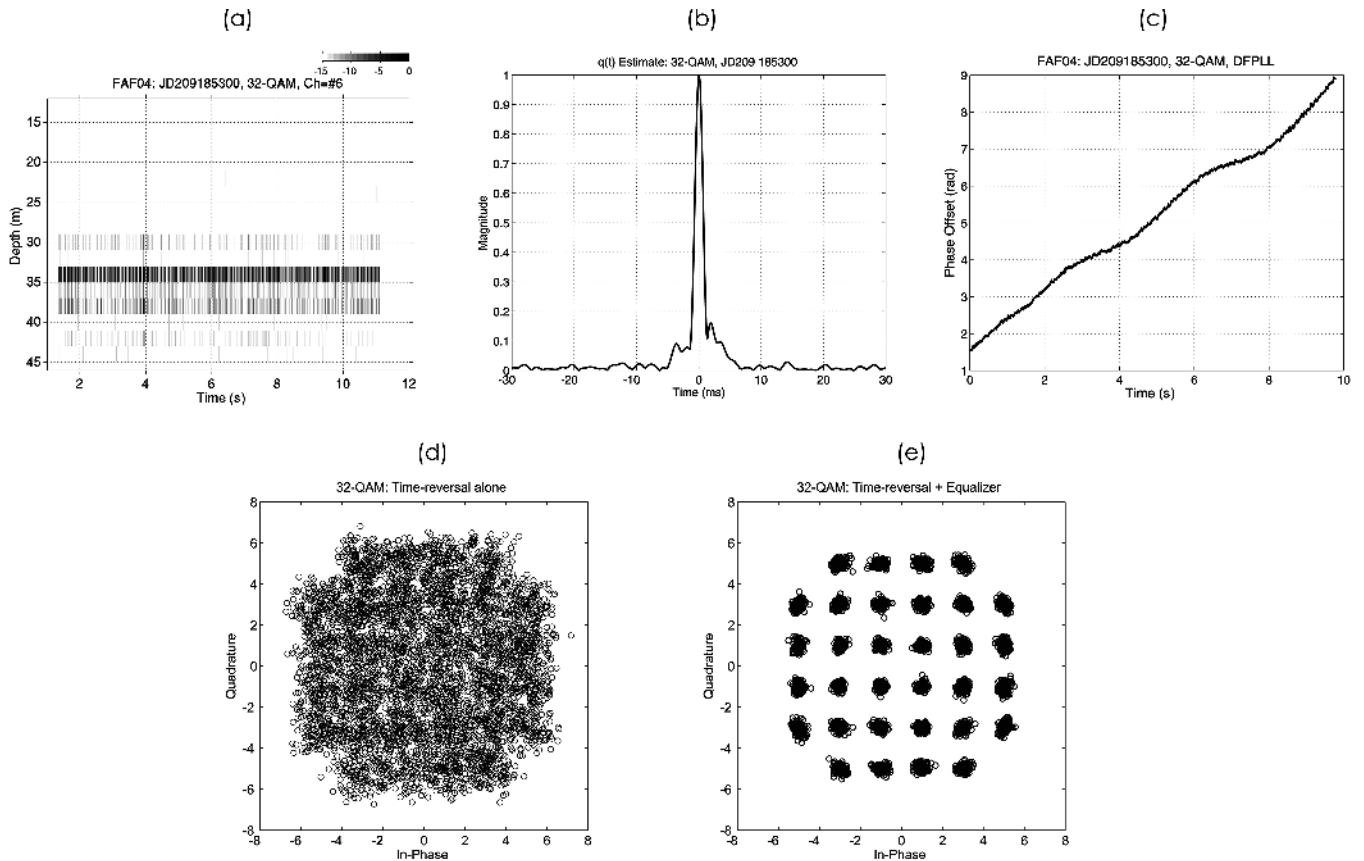 (a)
-15 -10 -5 0
FAF04: JD209185300, 32-QAM, Ch=#6
15
20
25
30
35
40
45
Depth (m)
2 4 6 8 10 12
Time (s)
(b)
q(t) Estimate: 32-QAM, JD209 185300
1
0.9
0.8
0.7
0.6
0.5
0.4
0.3
0.2
0.1
0
Magnitude
-30 -20 -10 0 10 20 30
Time (ms)
(c)
FAF04: JD209185300, 32-QAM, DFPLL
9
8
7
6
5
4
3
2
1
Phase Offset (rad)
0 2 4 6 8 10
Time (s)
(d)
32-QAM: Time-reversal alone
8
6
4
2
0
-2
-4
-6
-8
Quadrature
-8 -6 -4 -2 0 2 4 6 8
In-Phase
(e)
32-QAM: Time-reversal + Equalizer
8
6
4
2
0
-2
-4
-6
-8
Quadrature
-8 -6 -4 -2 0 2 4 6 8
In-Phase